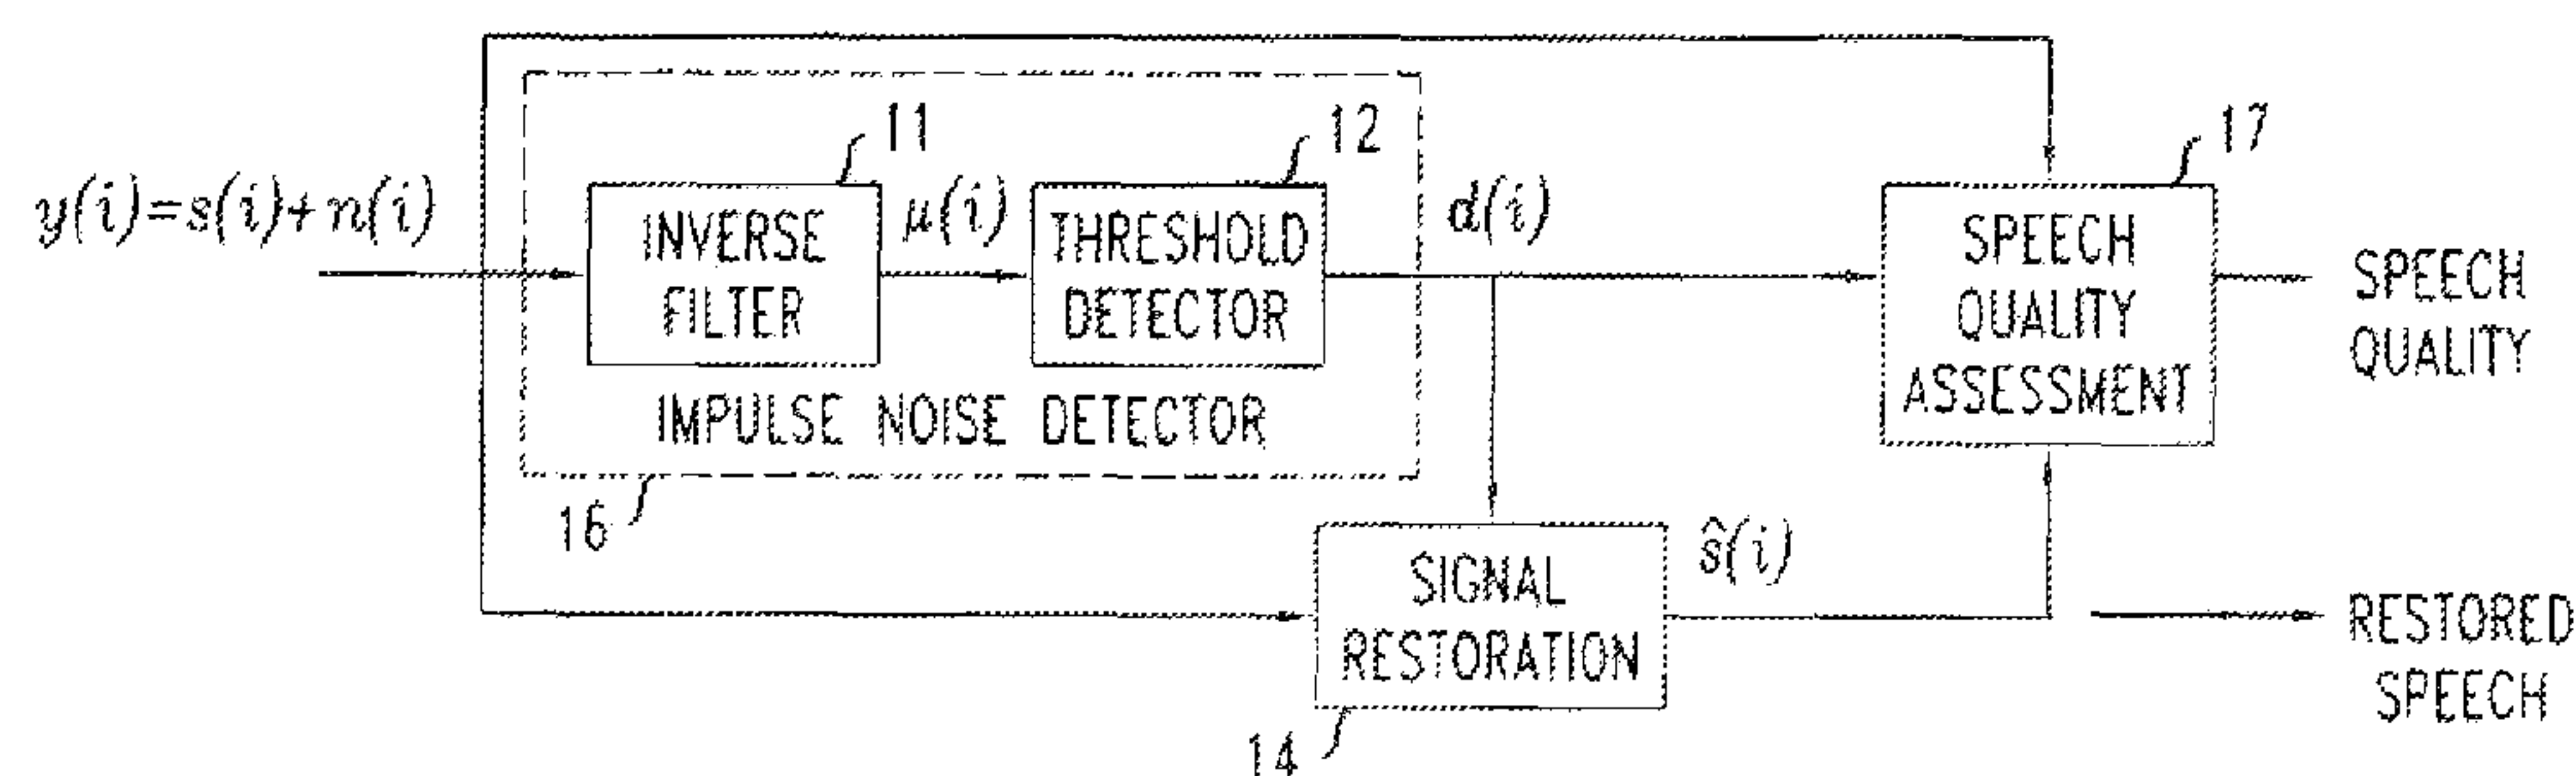 y(i)=s(i)+n(i)
11
INVERSE
FILTER
μ(i)
12
THRESHOLD
DETECTOR
IMPULSE NOISE DETECTOR
16
d(i)
17
SPEECH
QUALITY
ASSESSMENT
SPEECH
QUALITY
SIGNAL
RESTORATION
14
ŝ(i)
RESTORED
SPEECH